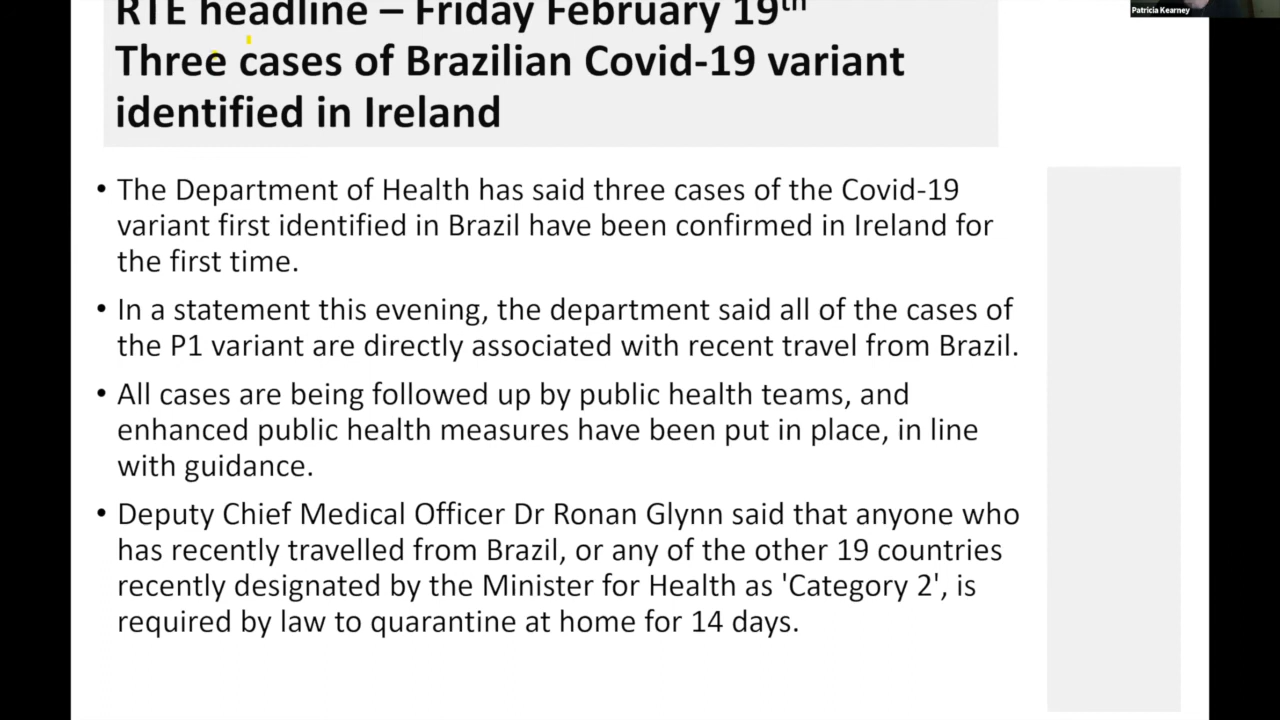 Patricia Kearney
RTE headline – Friday February 19th
Three cases of Brazilian Covid-19 variant
identified in Ireland
• The Department of Health has said three cases of the Covid-19
variant first identified in Brazil have been confirmed in Ireland for
the first time.
• In a statement this evening, the department said all of the cases of
the P1 variant are directly associated with recent travel from Brazil.
• All cases are being followed up by public health teams, and
enhanced public health measures have been put in place, in line
with guidance.
• Deputy Chief Medical Officer Dr Ronan Glynn said that anyone who
has recently travelled from Brazil, or any of the other 19 countries
recently designated by the Minister for Health as 'Category 2', is
required by law to quarantine at home for 14 days.